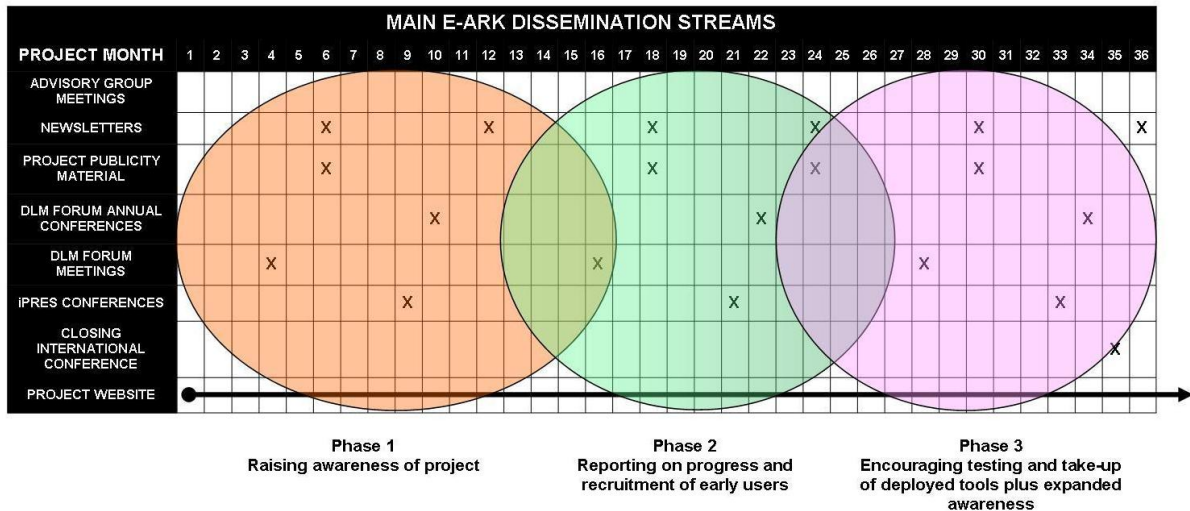 MAIN E-ARK DISSEMINATION STREAMS
PROJECT MONTH 1 2 3 4 5 6 7 8 9 10 11 12 13 14 15 16 17 18 19 20 21 22 23 24 25 26 27 28 29 30 31 32 33 34 35 36
ADVISORY GROUP
MEETINGS
NEWSLETTERS X X X X X X
PROJECT PUBLICITY
MATERIAL X X X X
DLM FORUM ANNUAL
CONFERENCES X X X
DLM FORUM
MEETINGS X X X
iPRES CONFERENCES X X X
CLOSING
INTERNATIONAL
CONFERENCE X
PROJECT WEBSITE
Phase 1
Raising awareness of project
Phase 2
Reporting on progress and
recruitment of early users
Phase 3
Encouraging testing and take-up
of deployed tools plus expanded
awareness